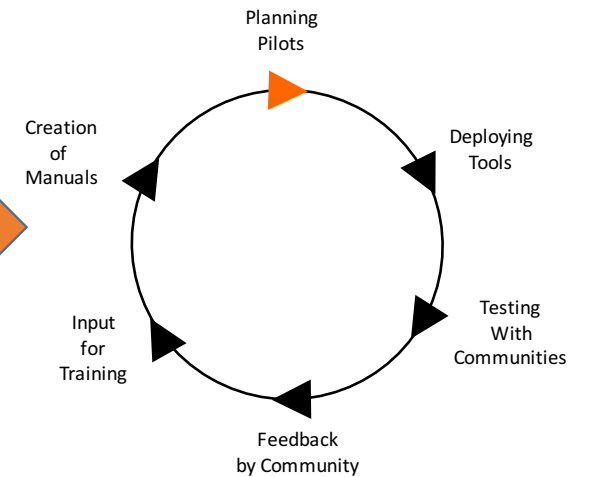 Planning
Pilots
Deploying
Tools
Testing
With
Communities
Feedback
by Community
Input
for
Training
Creation
of
Manuals